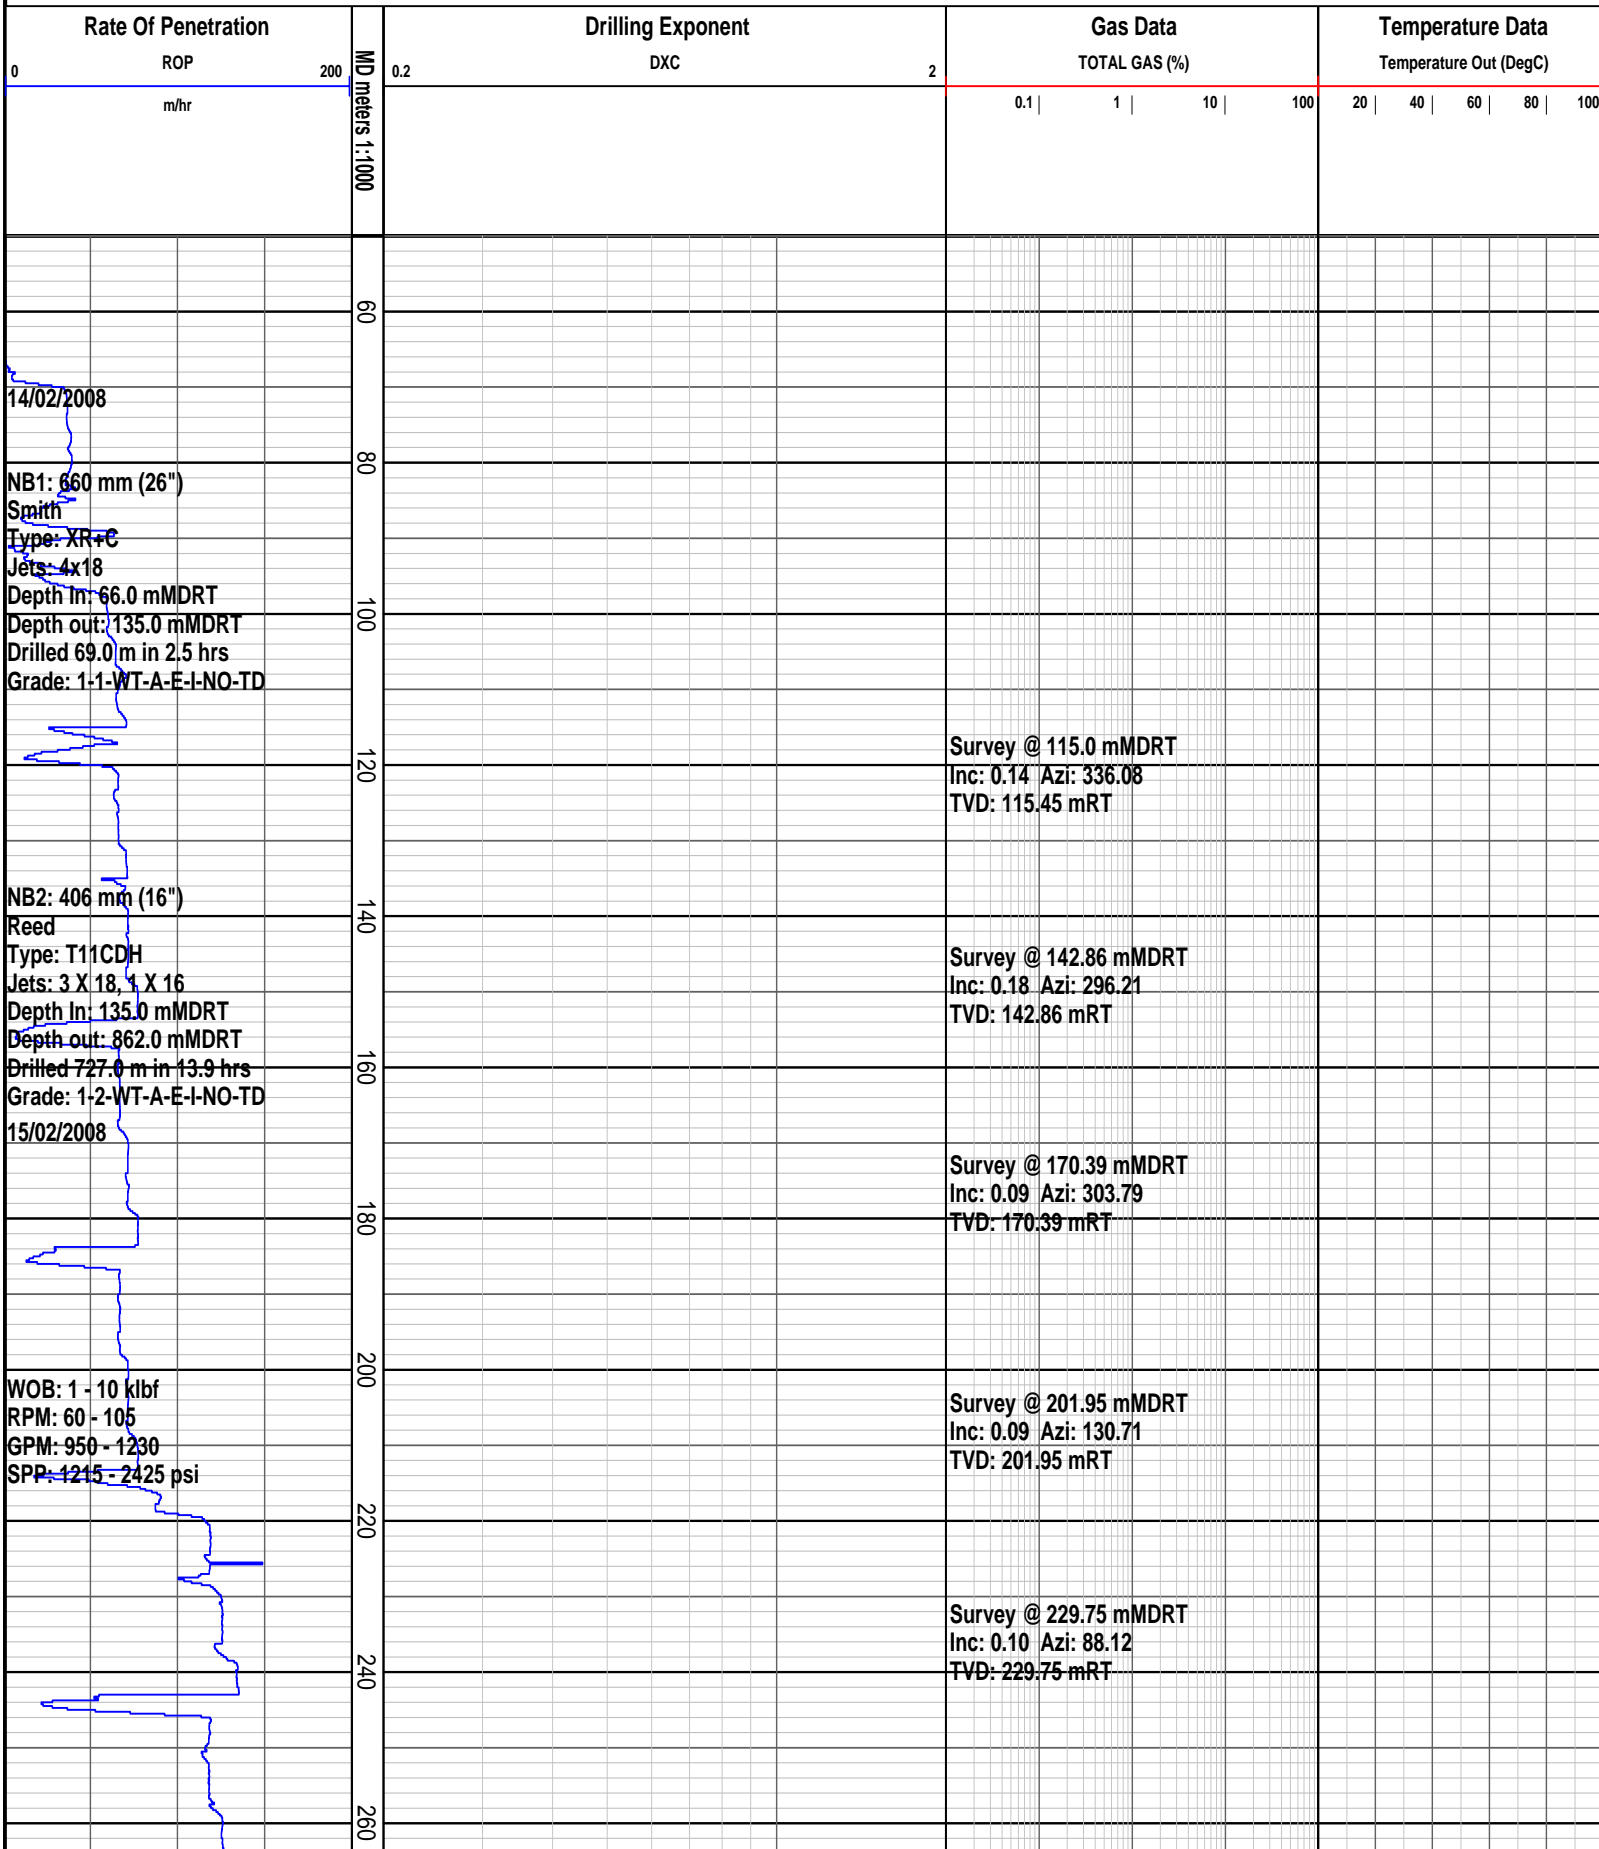 Rate Of Penetration
ROP
0 200
m/hr
MD meters 1:1000
Drilling Exponent
DXC
0.2 2
Gas Data
TOTAL GAS (%)
0.1 1 10 100
Temperature Data
Temperature Out (DegC)
20 40 60 80 100
60
14/02/2008
80
NB1: 660 mm (26")
Smith
Type: XR+C
Jets: 4x18
Depth In: 66.0 mMDRT
Depth out: 135.0 mMDRT
Drilled 69.0 m in 2.5 hrs
Grade: 1-1-WT-A-E-I-NO-TD
100
Survey @ 115.0 mMDRT
Inc: 0.14 Azi: 336.08
TVD: 115.45 mRT
120
NB2: 406 mm (16")
Reed
Type: T11CDH
Jets: 3 X 18, 1 X 16
Depth In: 135.0 mMDRT
Depth out: 862.0 mMDRT
Drilled 727.0 m in 13.9 hrs
Grade: 1-2-WT-A-E-I-NO-TD
15/02/2008
140
Survey @ 142.86 mMDRT
Inc: 0.18 Azi: 296.21
TVD: 142.86 mRT
160
Survey @ 170.39 mMDRT
Inc: 0.09 Azi: 303.79
TVD: 170.39 mRT
180
200
WOB: 1 - 10 klbf
RPM: 60 - 105
GPM: 950 - 1230
SPP: 1215 - 2425 psi
Survey @ 201.95 mMDRT
Inc: 0.09 Azi: 130.71
TVD: 201.95 mRT
220
Survey @ 229.75 mMDRT
Inc: 0.10 Azi: 88.12
TVD: 229.75 mRT
240
260